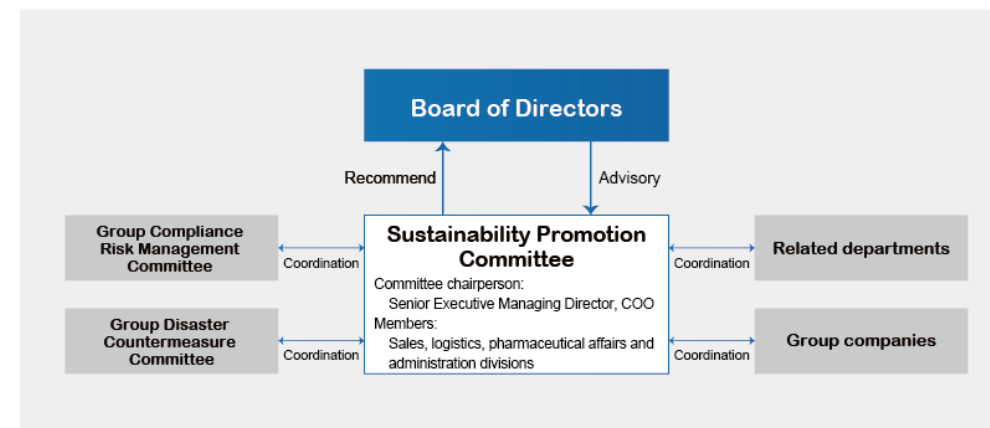 Board of Directors
Recommend
Advisory
Group Compliance
Risk Management
Committee
Coordination
Sustainability Promotion
Committee
Committee chairperson:
Senior Executive Managing Director, COO
Members:
Sales, logistics, pharmaceutical affairs and
administration divisions
Coordination
Related departments
Group Disaster
Countermeasure
Committee
Coordination
Coordination
Group companies